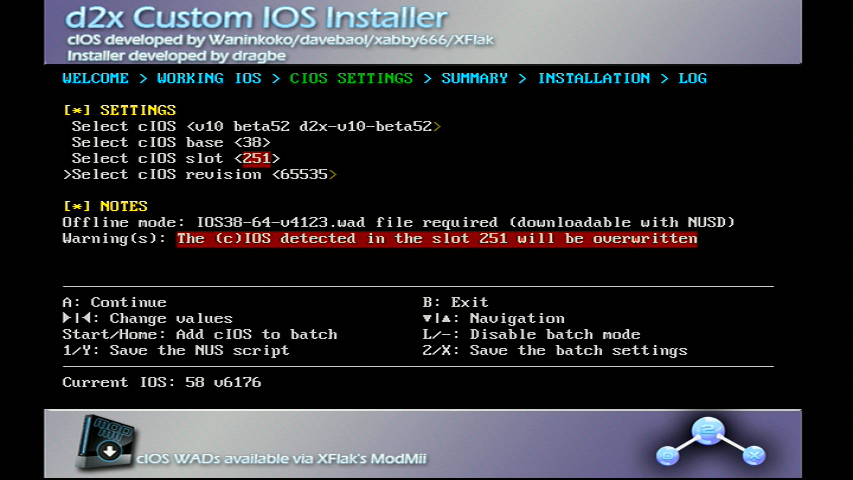 d2x Custom IOS Installer
cIOS developed by Waninkoko/davebaol/xabby666/XFlak
Installer developed by dragbe
WELCOME > WORKING IOS > CIOS SETTINGS > SUMMARY > INSTALLATION > LOG
[*] SETTINGS
Select cIOS <v10 beta52 d2x-v10-beta52>
Select cIOS base <38>
Select cIOS slot <251>
>Select cIOS revision <65535>
[*] NOTES
Offline mode: IOS38-64-v4123.wad file required (downloadable with NUSD)
Warning(s): The (c)IOS detected in the slot 251 will be overwritten
A: Continue B: Exit
►|◄: Change values ▼|▲: Navigation
Start/Home: Add cIOS to batch L/-: Disable batch mode
1/Y: Save the NUS script 2/X: Save the batch settings
Current IOS: 58 v6176
MOD MII
cIOS WADs available via XFlak's ModMii
D 2 X